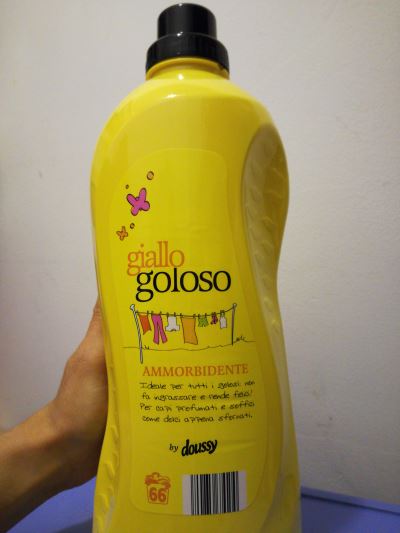 giallo
goloso
AMMORBIDENTE
Ideale per tutti i golosi: non
fa ingrassare e rende felici!
Per capi profumati e soffici
come dolci appena sfornati.
by doussy
66